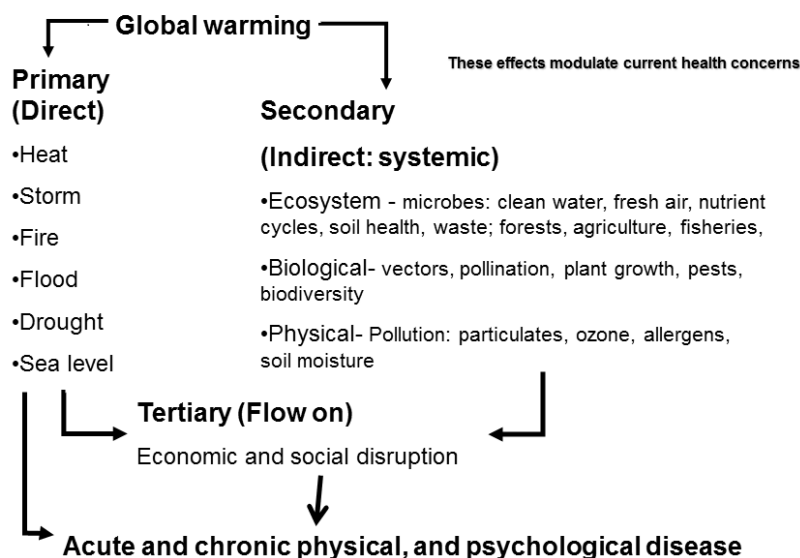 Global warming
These effects modulate current health concerns
Primary
(Direct)
•Heat
•Storm
•Fire
•Flood
•Drought
•Sea level
Secondary
(Indirect: systemic)
•Ecosystem - microbes: clean water, fresh air, nutrient
cycles, soil health, waste; forests, agriculture, fisheries,
•Biological- vectors, pollination, plant growth, pests,
biodiversity
•Physical- Pollution: particulates, ozone, allergens,
soil moisture
Tertiary (Flow on)
Economic and social disruption
Acute and chronic physical, and psychological disease